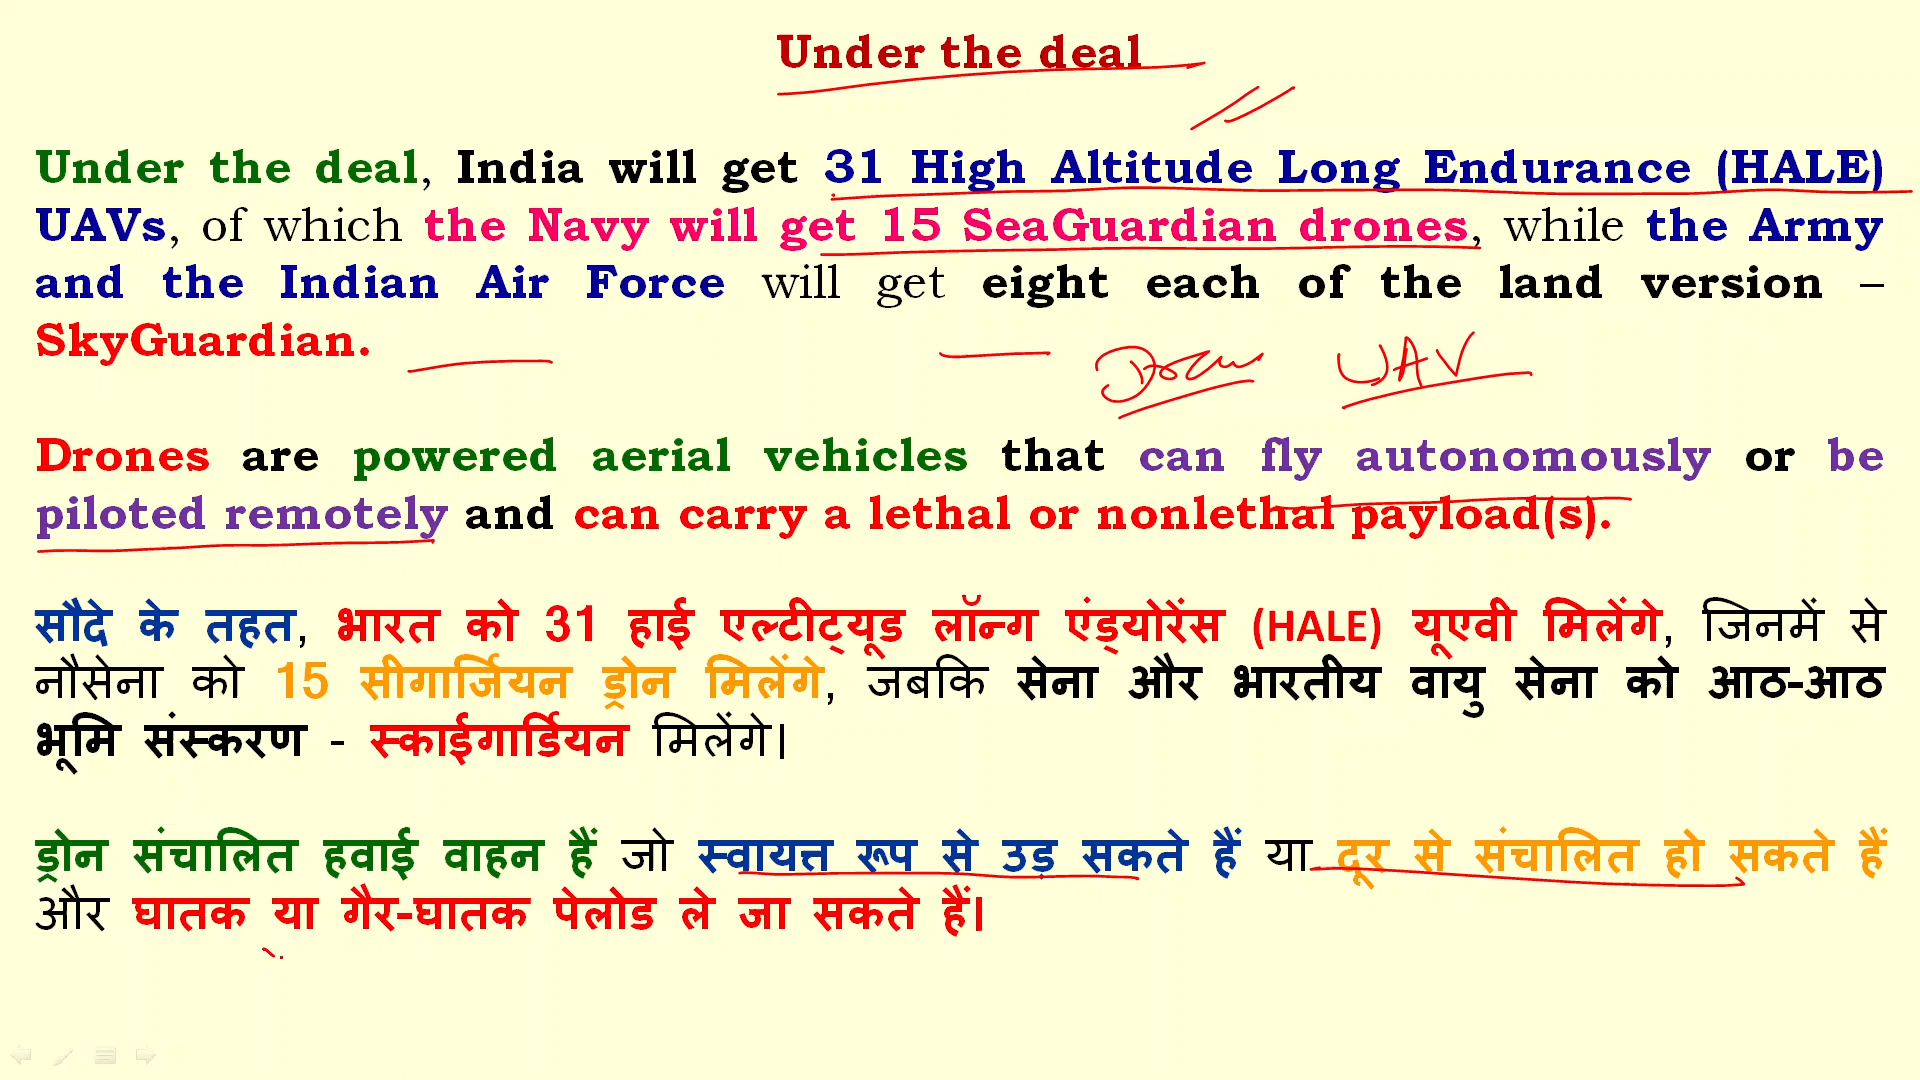 Under the deal
Under the deal, India will get 31 High Altitude Long Endurance (HALE)
UAVs, of which the Navy will get 15 SeaGuardian drones, while the Army
and the Indian Air Force will get eight each of the land version –
SkyGuardian.
Drone UAV
Drones are powered aerial vehicles that can fly autonomously or be
piloted remotely and can carry a lethal or nonlethal payload(s).
सौदे के तहत, भारत को 31 हाई एल्टीट्यूड लॉन्ग एंड्योरेंस (HALE) यूएवी मिलेंगे, जिनमें से
नौसेना को 15 सीगार्जियन ड्रोन मिलेंगे, जबकि सेना और भारतीय वायु सेना को आठ-आठ
भूमि संस्करण - स्काईगार्डियन मिलेंगे।
ड्रोन संचालित हवाई वाहन हैं जो स्वायत्त रूप से उड़ सकते हैं या दूर से संचालित हो सकते हैं
और घातक या गैर-घातक पेलोड ले जा सकते हैं।